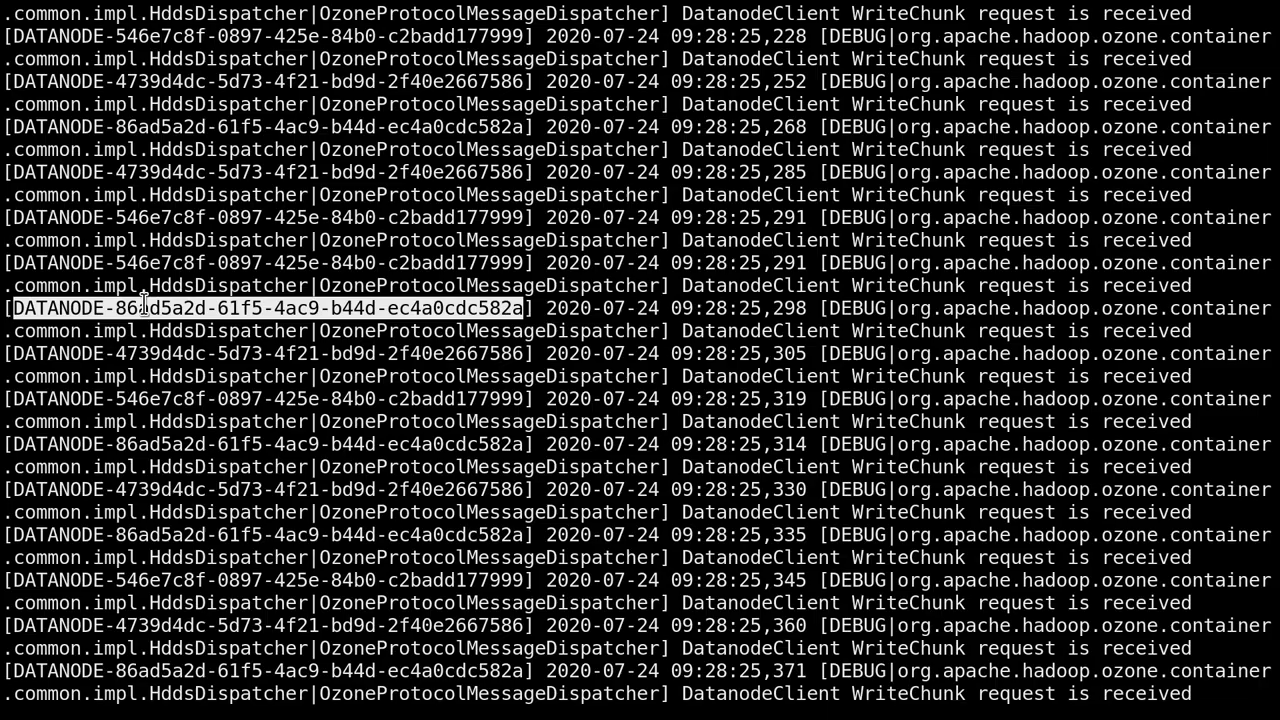 .common.impl.HddsDispatcher|OzoneProtocolMessageDispatcher] DatanodeClient WriteChunk request is received
[DATANODE-546e7c8f-0897-425e-84b0-c2badd177999] 2020-07-24 09:28:25,228 [DEBUG|org.apache.hadoop.ozone.container
.common.impl.HddsDispatcher|OzoneProtocolMessageDispatcher] DatanodeClient WriteChunk request is received
[DATANODE-4739d4dc-5d73-4f21-bd9d-2f40e2667586] 2020-07-24 09:28:25,252 [DEBUG|org.apache.hadoop.ozone.container
.common.impl.HddsDispatcher|OzoneProtocolMessageDispatcher] DatanodeClient WriteChunk request is received
[DATANODE-86ad5a2d-61f5-4ac9-b44d-ec4a0cdc582a] 2020-07-24 09:28:25,268 [DEBUG|org.apache.hadoop.ozone.container
.common.impl.HddsDispatcher|OzoneProtocolMessageDispatcher] DatanodeClient WriteChunk request is received
[DATANODE-4739d4dc-5d73-4f21-bd9d-2f40e2667586] 2020-07-24 09:28:25,285 [DEBUG|org.apache.hadoop.ozone.container
.common.impl.HddsDispatcher|OzoneProtocolMessageDispatcher] DatanodeClient WriteChunk request is received
[DATANODE-546e7c8f-0897-425e-84b0-c2badd177999] 2020-07-24 09:28:25,291 [DEBUG|org.apache.hadoop.ozone.container
.common.impl.HddsDispatcher|OzoneProtocolMessageDispatcher] DatanodeClient WriteChunk request is received
[DATANODE-546e7c8f-0897-425e-84b0-c2badd177999] 2020-07-24 09:28:25,291 [DEBUG|org.apache.hadoop.ozone.container
.common.impl.HddsDispatcher|OzoneProtocolMessageDispatcher] DatanodeClient WriteChunk request is received
[DATANODE-86ad5a2d-61f5-4ac9-b44d-ec4a0cdc582a] 2020-07-24 09:28:25,298 [DEBUG|org.apache.hadoop.ozone.container
.common.impl.HddsDispatcher|OzoneProtocolMessageDispatcher] DatanodeClient WriteChunk request is received
[DATANODE-4739d4dc-5d73-4f21-bd9d-2f40e2667586] 2020-07-24 09:28:25,305 [DEBUG|org.apache.hadoop.ozone.container
.common.impl.HddsDispatcher|OzoneProtocolMessageDispatcher] DatanodeClient WriteChunk request is received
[DATANODE-546e7c8f-0897-425e-84b0-c2badd177999] 2020-07-24 09:28:25,319 [DEBUG|org.apache.hadoop.ozone.container
.common.impl.HddsDispatcher|OzoneProtocolMessageDispatcher] DatanodeClient WriteChunk request is received
[DATANODE-86ad5a2d-61f5-4ac9-b44d-ec4a0cdc582a] 2020-07-24 09:28:25,314 [DEBUG|org.apache.hadoop.ozone.container
.common.impl.HddsDispatcher|OzoneProtocolMessageDispatcher] DatanodeClient WriteChunk request is received
[DATANODE-4739d4dc-5d73-4f21-bd9d-2f40e2667586] 2020-07-24 09:28:25,330 [DEBUG|org.apache.hadoop.ozone.container
.common.impl.HddsDispatcher|OzoneProtocolMessageDispatcher] DatanodeClient WriteChunk request is received
[DATANODE-86ad5a2d-61f5-4ac9-b44d-ec4a0cdc582a] 2020-07-24 09:28:25,335 [DEBUG|org.apache.hadoop.ozone.container
.common.impl.HddsDispatcher|OzoneProtocolMessageDispatcher] DatanodeClient WriteChunk request is received
[DATANODE-546e7c8f-0897-425e-84b0-c2badd177999] 2020-07-24 09:28:25,345 [DEBUG|org.apache.hadoop.ozone.container
.common.impl.HddsDispatcher|OzoneProtocolMessageDispatcher] DatanodeClient WriteChunk request is received
[DATANODE-4739d4dc-5d73-4f21-bd9d-2f40e2667586] 2020-07-24 09:28:25,360 [DEBUG|org.apache.hadoop.ozone.container
.common.impl.HddsDispatcher|OzoneProtocolMessageDispatcher] DatanodeClient WriteChunk request is received
[DATANODE-86ad5a2d-61f5-4ac9-b44d-ec4a0cdc582a] 2020-07-24 09:28:25,371 [DEBUG|org.apache.hadoop.ozone.container
.common.impl.HddsDispatcher|OzoneProtocolMessageDispatcher] DatanodeClient WriteChunk request is received